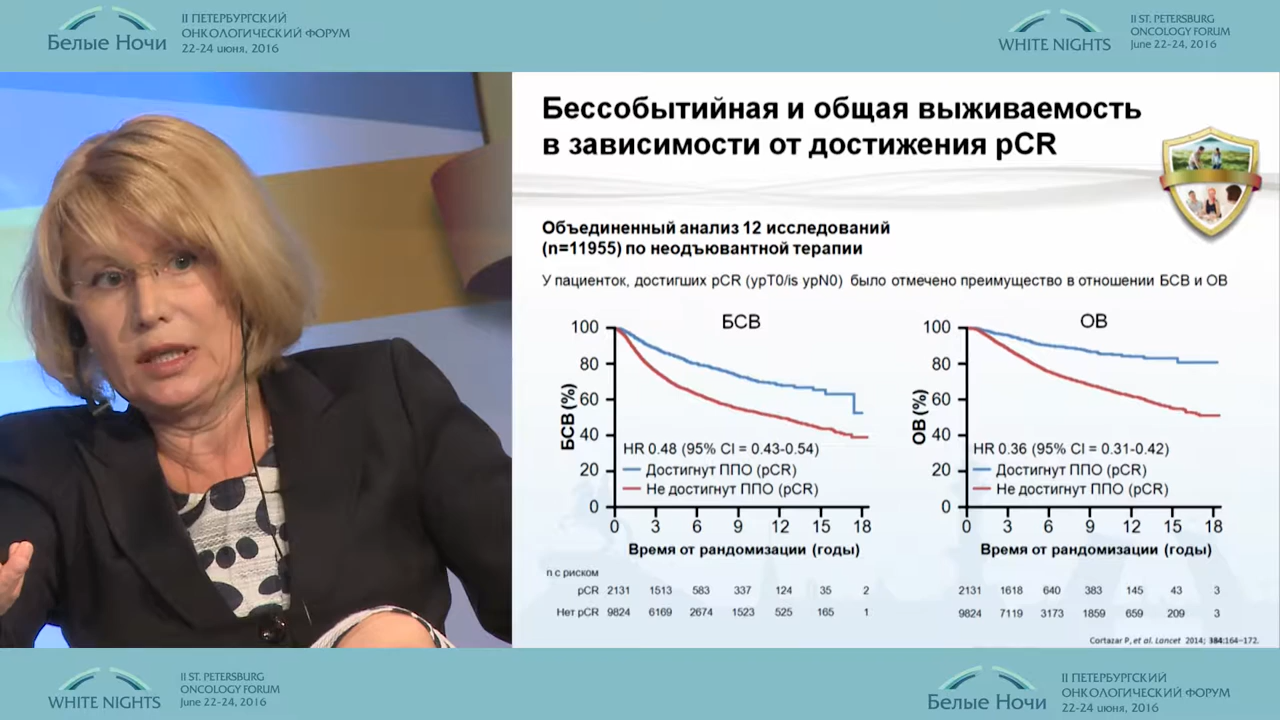 Белые Ночи
II ПЕТЕРБУРГСКИЙ
ОНКОЛОГИЧЕСКИЙ ФОРУМ
22-24 июня, 2016
WHITE NIGHTS
II ST. PETERSBURG
ONCOLOGY FORUM
June 22-24, 2016
Бессобытийная и общая выживаемость
в зависимости от достижения pCR
Объединенный анализ 12 исследований
(n=11955) по неодъювантной терапии
У пациенток, достигших pCR (ypT0/is ypN0) было отмечено преимущество в отношении БСВ и ОВ
БСВ
БСВ (%)
100
80
60
40
20
0
HR 0.48 (95% CI = 0.43-0.54)
Достигнут ППО (pCR)
Не достигнут ППО (pCR)
0 3 6 9 12 15 18
Время от рандомизации (годы)
ОВ
ОВ (%)
100
80
60
40
20
0
HR 0.36 (95% CI = 0.31-0.42)
Достигнут ППО (pCR)
Не достигнут ППО (pCR)
0 3 6 9 12 15 18
Время от рандомизации (годы)
n с риском
pCR 2131 1513 583 337 124 35 2
Нет pCR 9824 6169 2674 1523 525 165 1
2131 1618 640 383 145 43 3
9824 7119 3173 1859 659 209 3
Cortazar P, et al. Lancet 2014; 384:164–172.
WHITE NIGHTS
II ST. PETERSBURG
ONCOLOGY FORUM
June 22-24, 2016
Белые Ночи
II ПЕТЕРБУРГСКИЙ
ОНКОЛОГИЧЕСКИЙ ФОРУМ
22-24 июня, 2016